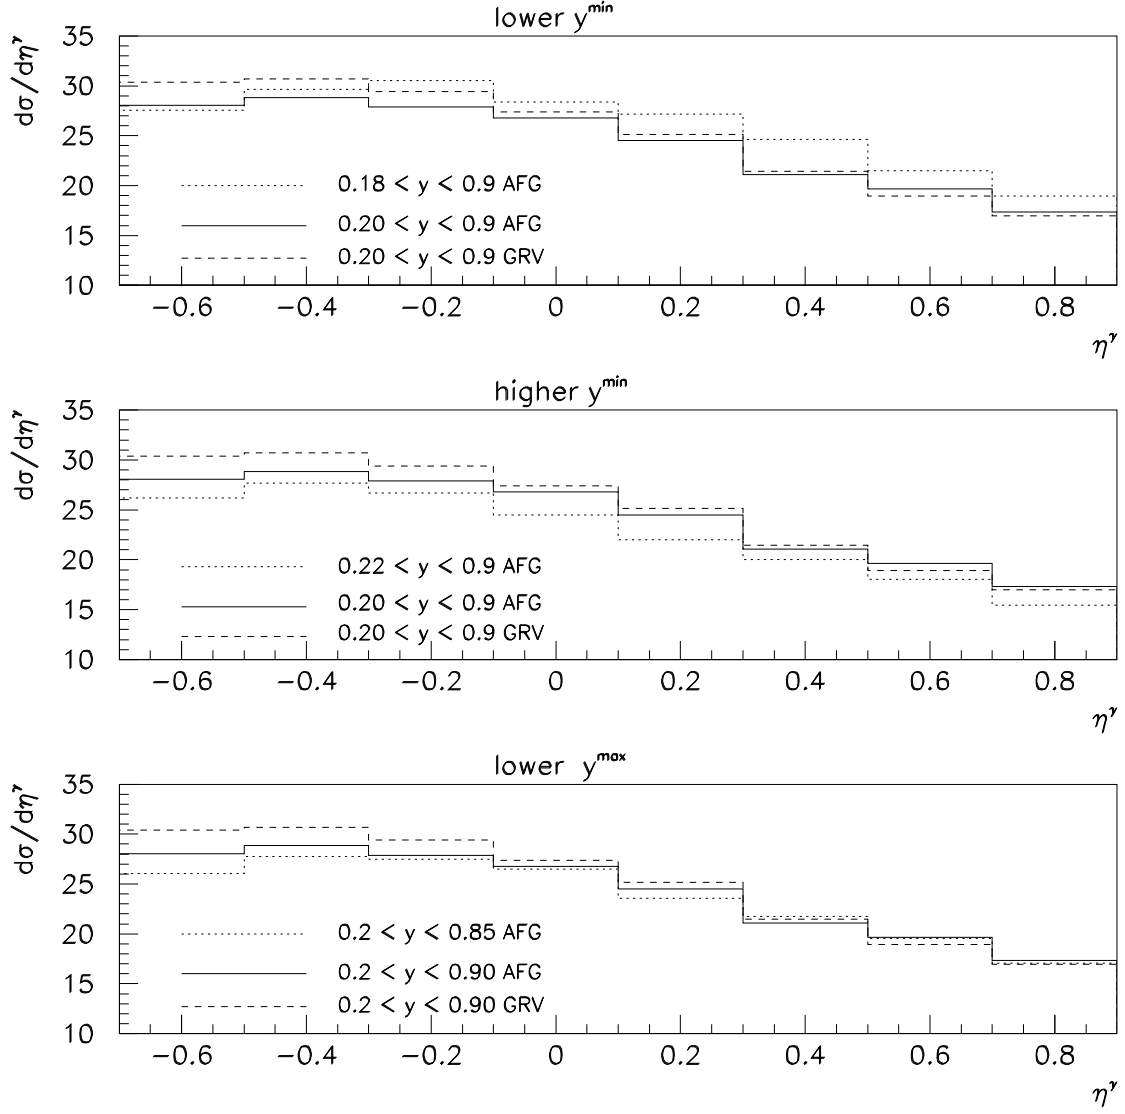 lower y^min
dσ/dη^γ
35
30
25
20
15
10
0.18 < y < 0.9 AFG
0.20 < y < 0.9 AFG
0.20 < y < 0.9 GRV
−0.6 −0.4 −0.2 0 0.2 0.4 0.6 0.8
η^γ
higher y^min
dσ/dη^γ
35
30
25
20
15
10
0.22 < y < 0.9 AFG
0.20 < y < 0.9 AFG
0.20 < y < 0.9 GRV
−0.6 −0.4 −0.2 0 0.2 0.4 0.6 0.8
η^γ
lower y^max
dσ/dη^γ
35
30
25
20
15
10
0.2 < y < 0.85 AFG
0.2 < y < 0.90 AFG
0.2 < y < 0.90 GRV
−0.6 −0.4 −0.2 0 0.2 0.4 0.6 0.8
η^γ